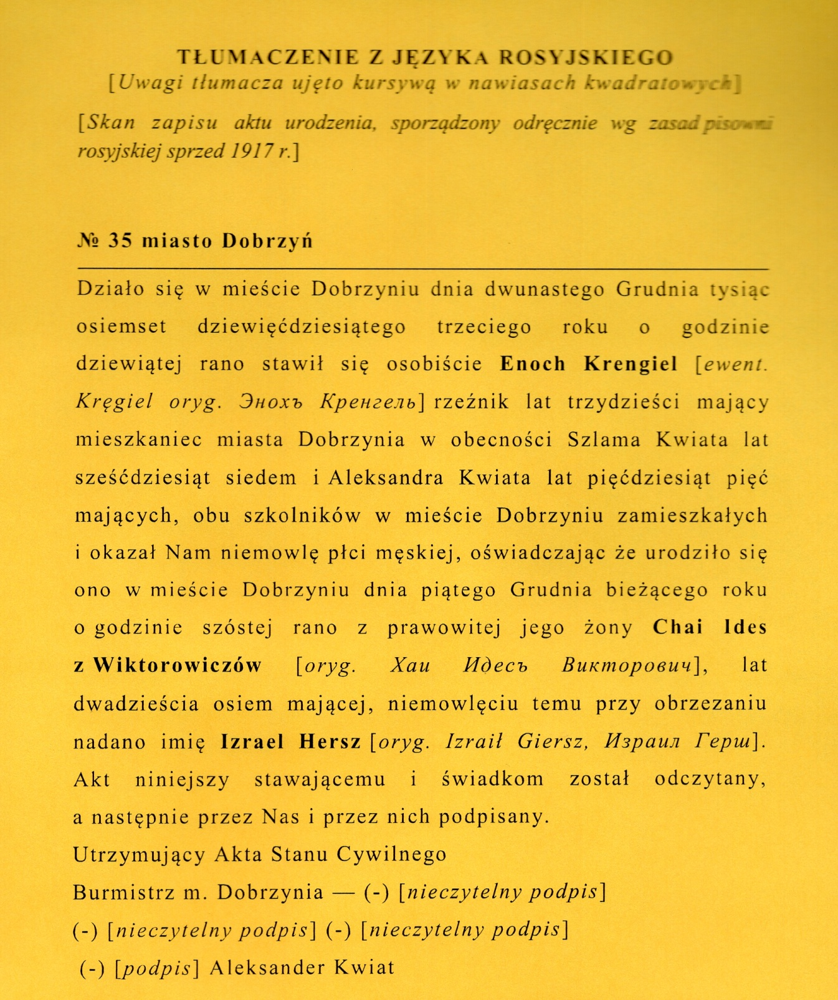 TŁUMACZENIE Z JĘZYKA ROSYJSKIEGO
[Uwagi tłumacza ujęto kursywą w nawiasach kwadratowych]
[Skan zapisu aktu urodzenia, sporządzony odręcznie wg zasad pisowni
rosyjskiej sprzed 1917 r.]
№ 35 miasto Dobrzyń
Działo się w mieście Dobrzyniu dnia dwunastego Grudnia tysiąc
osiemset dziewięćdziesiątego trzeciego roku o godzinie
dziewiątej rano stawił się osobiście Enoch Krengiel [ewent.
Kręgiel oryg. Энохъ Кренгель] rzeźnik lat trzydzieści mający
mieszkaniec miasta Dobrzynia w obecności Szlama Kwiata lat
sześćdziesiąt siedem i Aleksandra Kwiata lat pięćdziesiąt pięć
mających, obu szkolników w mieście Dobrzyniu zamieszkałych
i okazał Nam niemowlę płci męskiej, oświadczając że urodziło się
ono w mieście Dobrzyniu dnia piątego Grudnia bieżącego roku
o godzinie szóstej rano z prawowitej jego żony Chai Ides
z Wiktorowiczów [oryg. Хаи Идесъ Викторович], lat
dwadzieścia osiem mającej, niemowlęciu temu przy obrzezaniu
nadano imię Izrael Hersz [oryg. Izraił Giersz, Израил Герш].
Akt niniejszy stawającemu i świadkom został odczytany,
a następnie przez Nas i przez nich podpisany.
Utrzymujący Akta Stanu Cywilnego
Burmistrz m. Dobrzynia — (-) [nieczytelny podpis]
(-) [nieczytelny podpis] (-) [nieczytelny podpis]
(-) [podpis] Aleksander Kwiat